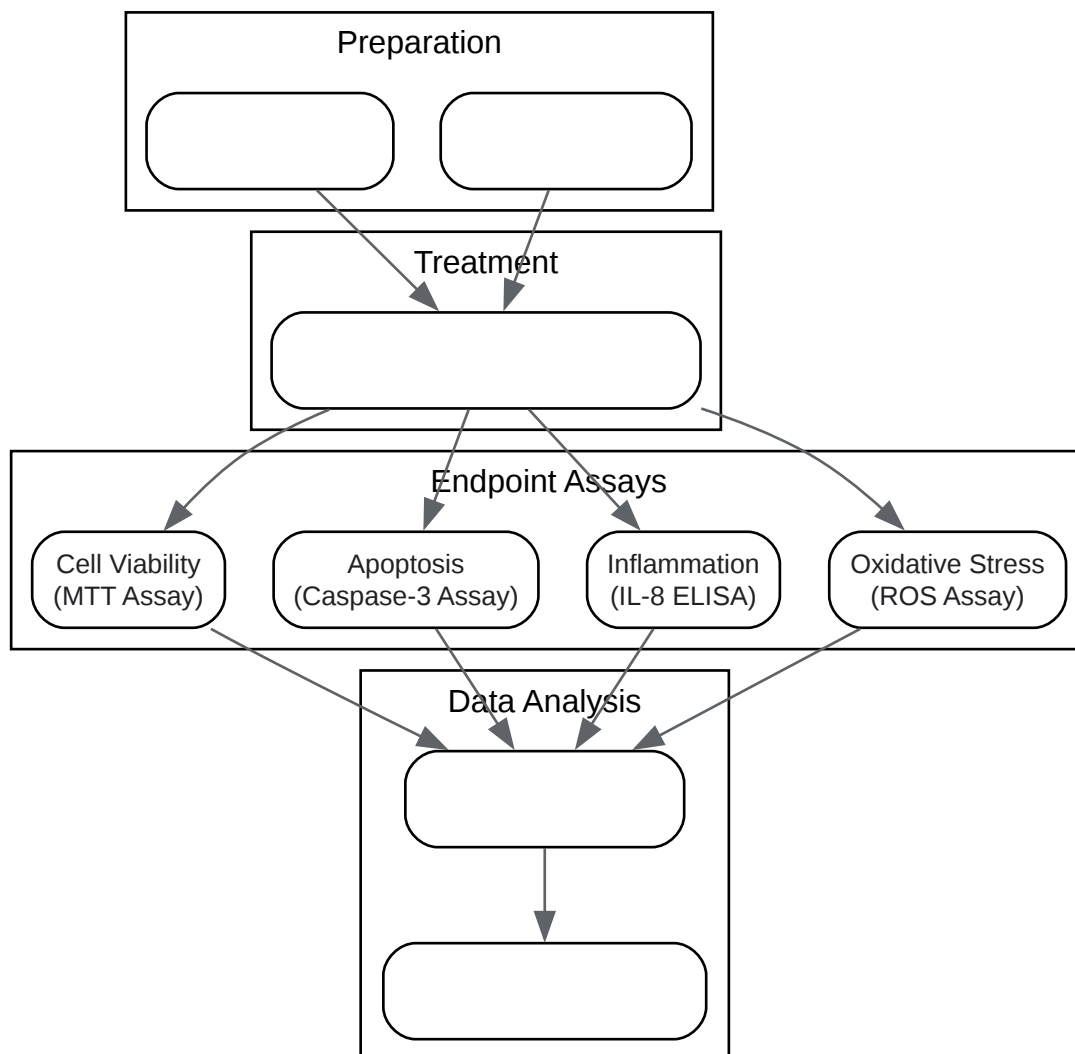 Preparation
Treatment
Endpoint Assays
Cell Viability
(MTT Assay)
Apoptosis
(Caspase-3 Assay)
Inflammation
(IL-8 ELISA)
Oxidative Stress
(ROS Assay)
Data Analysis